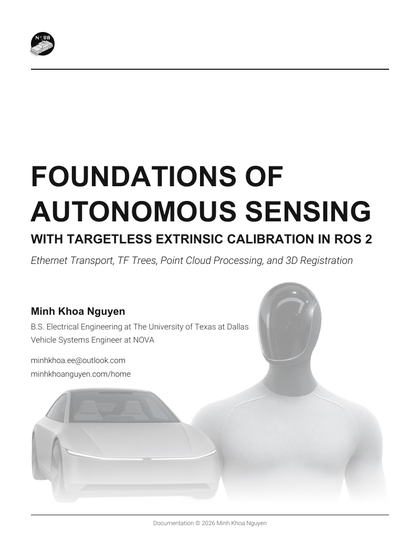 FOUNDATIONS OF
AUTONOMOUS SENSING
WITH TARGETLESS EXTRINSIC CALIBRATION IN ROS 2
Ethernet Transport, TF Trees, Point Cloud Processing, and 3D Registration
Minh Khoa Nguyen
B.S. Electrical Engineering at The University of Texas at Dallas
Vehicle Systems Engineer at NOVA
minhkhoa.ee@outlook.com
minhkhoanguyen.com/home
Documentation © 2026 Minh Khoa Nguyen